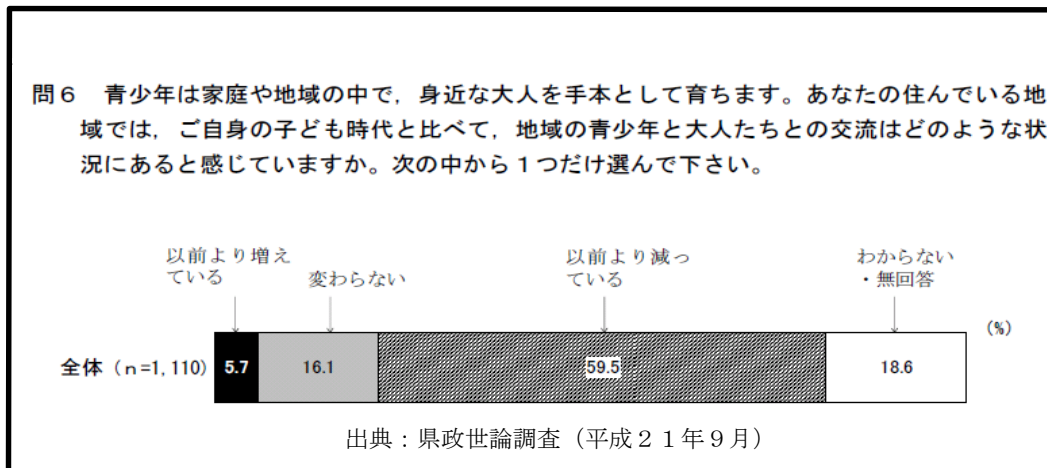 問６　青少年は家庭や地域の中で，身近な大人を手本として育ちます。あなたの住んでいる地
域では，ご自身の子ども時代と比べて，地域の青少年と大人たちとの交流はどのような状
況にあると感じていますか。次の中から１つだけ選んで下さい。
以前より増え
ている
変わらない
以前より減っ
ている
わからない
・無回答
(%)
全体（n=1,110）
5.7
16.1
59.5
18.6
出典：県政世論調査（平成２１年９月）